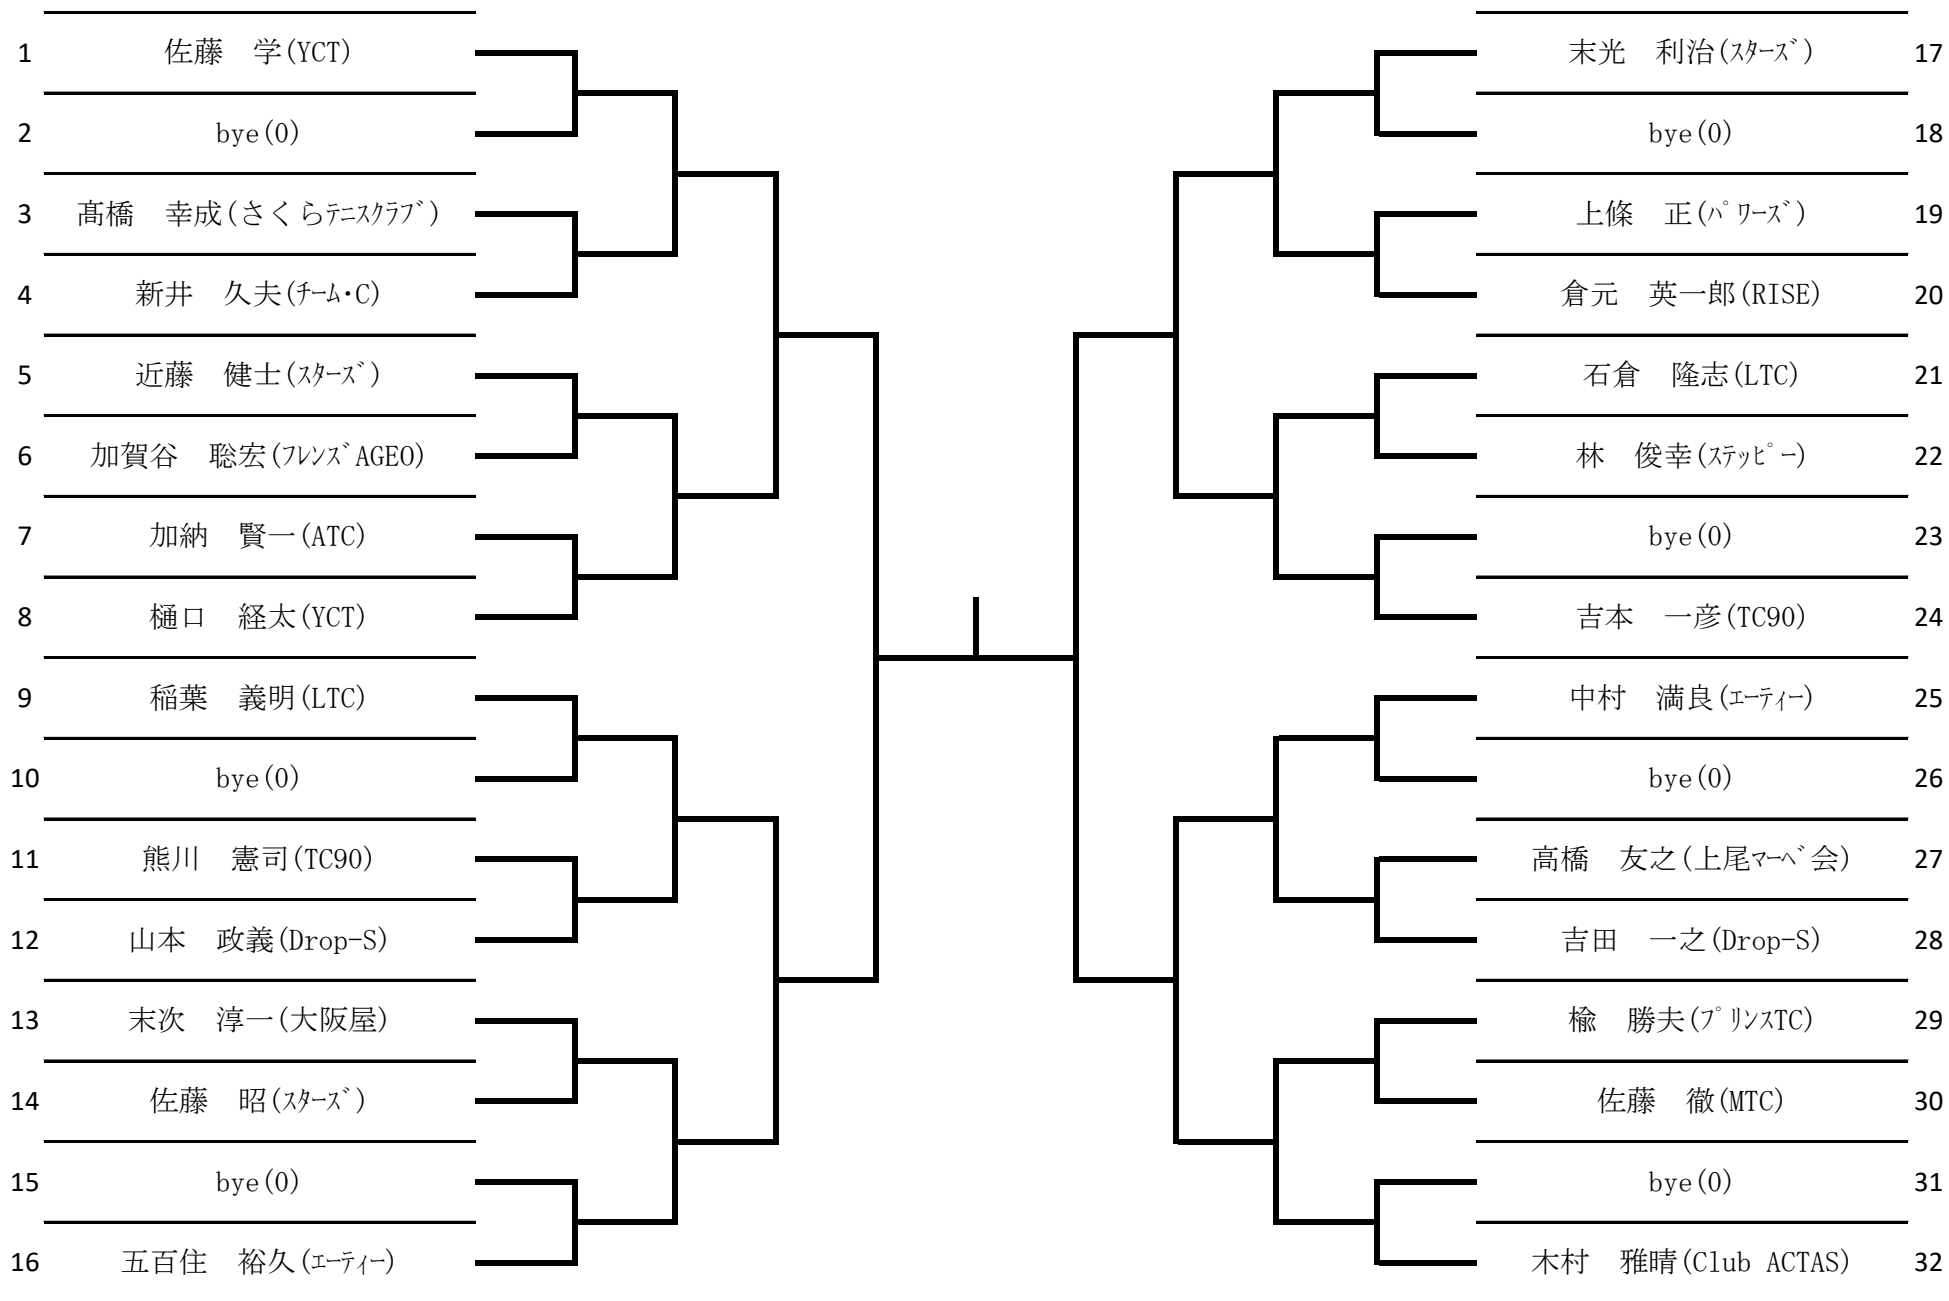 1 佐藤　学(YCT)
2 bye(0)
3 髙橋　幸成(さくらﾃﾆｽｸﾗﾌﾞ)
4 新井　久夫(ﾁｰﾑ・C)
5 近藤　健士(ｽﾀｰｽﾞ)
6 加賀谷　聡宏(ﾌﾚﾝｽﾞAGEO)
7 加納　賢一(ATC)
8 樋口　経太(YCT)
9 稲葉　義明(LTC)
10 bye(0)
11 熊川　憲司(TC90)
12 山本　政義(Drop-S)
13 末次　淳一(大阪屋)
14 佐藤　昭(ｽﾀｰｽﾞ)
15 bye(0)
16 五百住　裕久(ｴｰﾃｨｰ)
末光　利治(ｽﾀｰｽﾞ) 17
bye(0) 18
上條　正(ﾊﾟﾜｰｽﾞ) 19
倉元　英一郎(RISE) 20
石倉　隆志(LTC) 21
林　俊幸(ｽﾃｯﾋﾟｰ) 22
bye(0) 23
吉本　一彦(TC90) 24
中村　満良(ｴｰﾃｨｰ) 25
bye(0) 26
高橋　友之(上尾ﾏｰﾍﾞ会) 27
吉田　一之(Drop-S) 28
楡　勝夫(ﾌﾟﾘﾝｽTC) 29
佐藤　徹(MTC) 30
bye(0) 31
木村　雅晴(Club ACTAS) 32